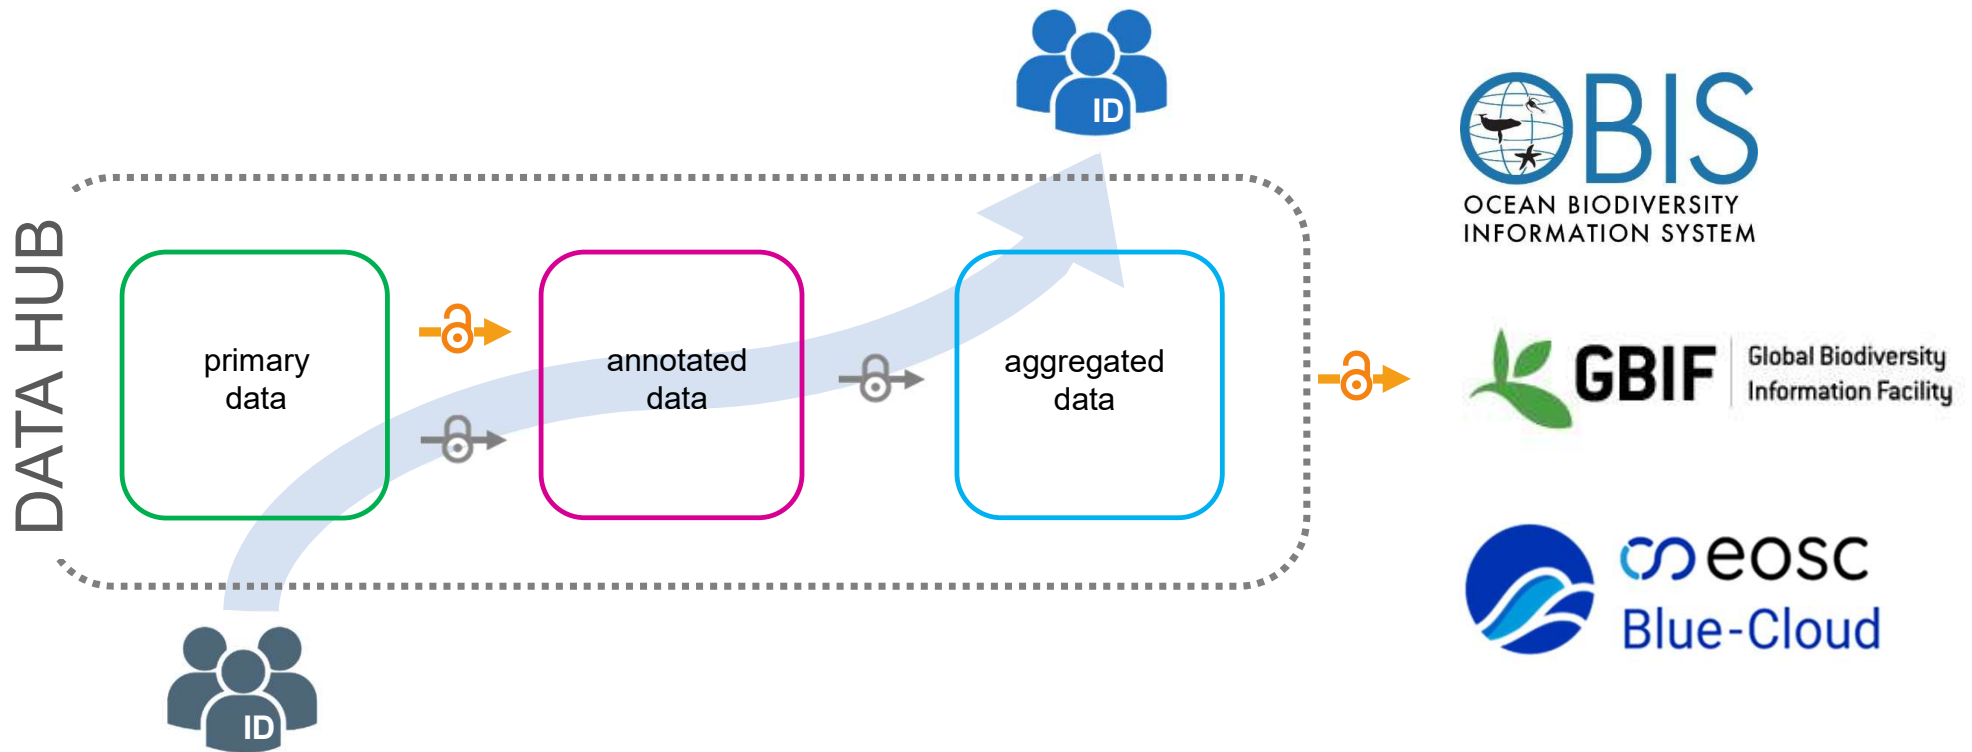 ID
DATA HUB
primary
data
annotated
data
aggregated
data
ID
OBIS
OCEAN BIODIVERSITY
INFORMATION SYSTEM
GBIF
Global Biodiversity
Information Facility
eosc
Blue-Cloud